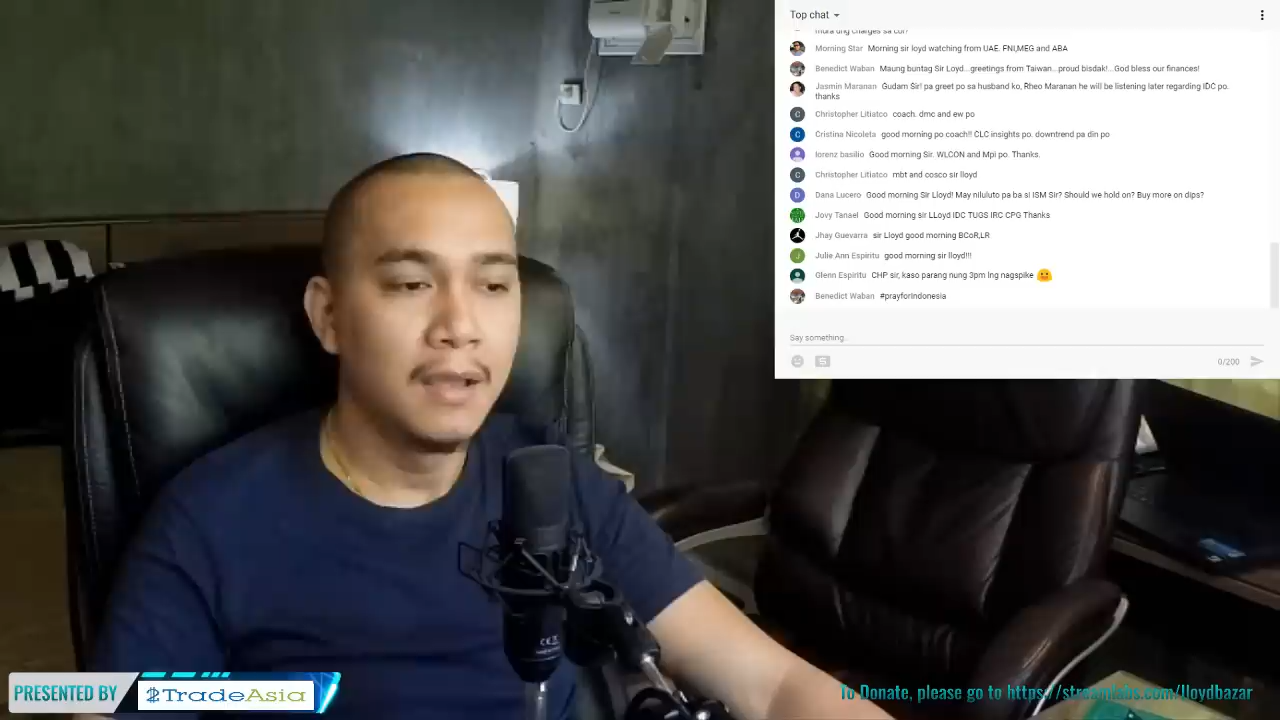 Top chat
mura ung charges sa col?
Morning Star Morning sir loyd watching from UAE. FNI,MEG and ABA
Benedict Waban Maung buntag Sir Loyd...greetings from Taiwan...proud bisdak!...God bless our finances!
Jasmin Maranan Gudam Sir! pa greet po sa husband ko, Rheo Maranan he will be listening later regarding IDC po.
thanks
Christopher Litiatco coach. dmc and ew po
Cristina Nicoleta good morning po coach!! CLC insights po. downtrend pa din po
lorenz basilio Good morning Sir. WLCON and Mpi po. Thanks.
Christopher Litiatco mbt and cosco sir lloyd
Dana Lucero Good morning Sir Lloyd! May niluluto pa ba si ISM Sir? Should we hold on? Buy more on dips?
Jovy Tanael Good morning sir LLoyd IDC TUGS IRC CPG Thanks
Jhay Guevarra sir Lloyd good morning BCoR,LR
Julie Ann Espiritu good morning sir lloyd!!!
Glenn Espiritu CHP sir, kaso parang nung 3pm lng nagspike
Benedict Waban #prayforIndonesia
Say something.
0/200
PRESENTED BY
$TradeAsia
To Donate, please go to https://streamlabs.com/lloydbazar